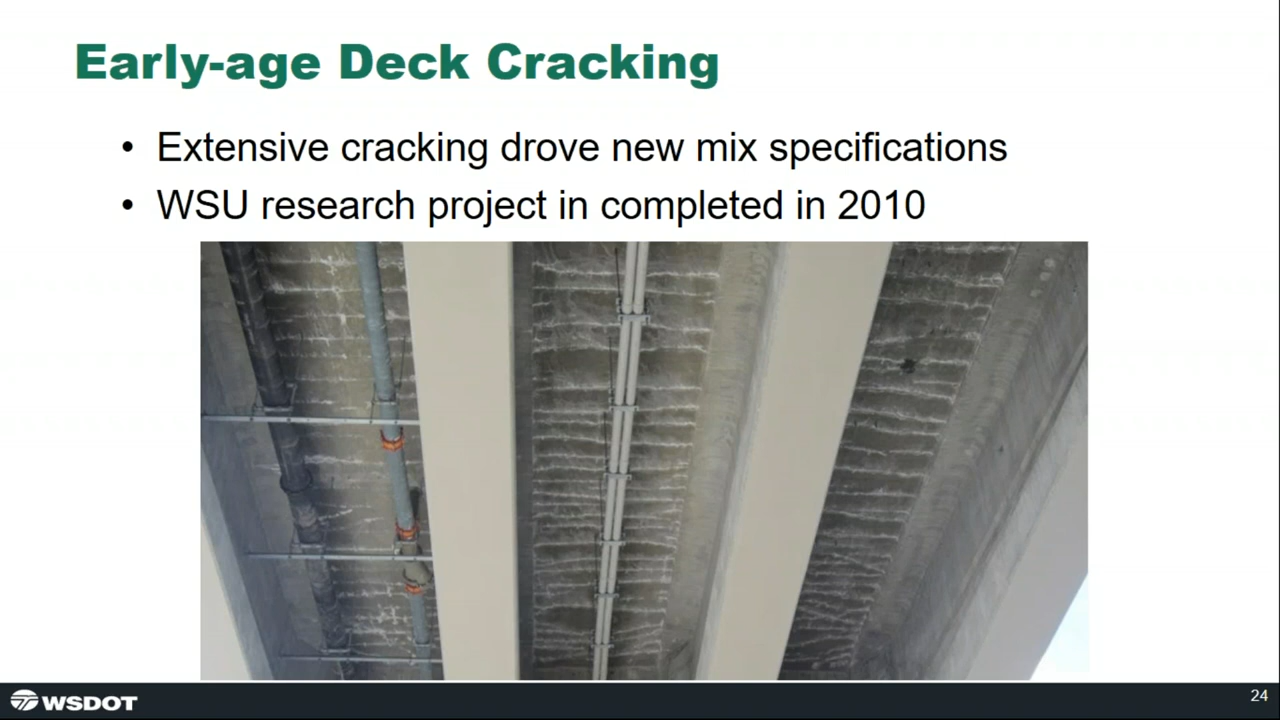 Early-age Deck Cracking
• Extensive cracking drove new mix specifications
• WSU research project in completed in 2010
WSDOT
24